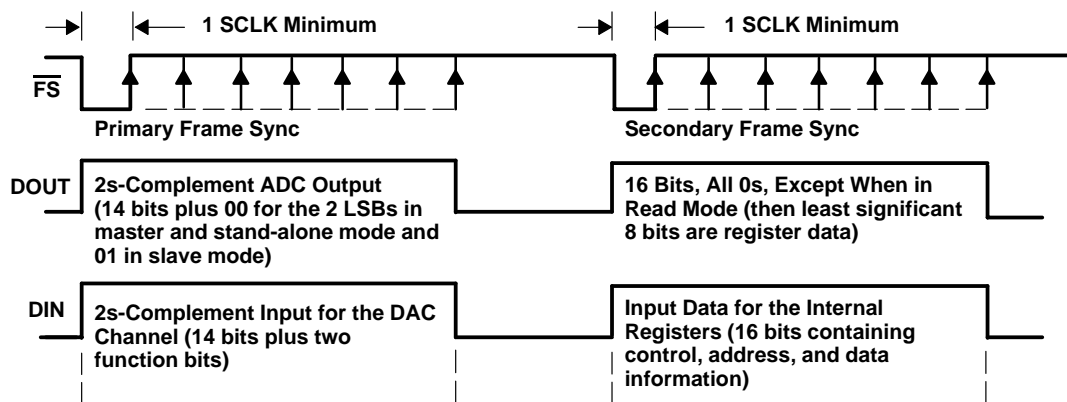 1 SCLK Minimum
1 SCLK Minimum
FS
Primary Frame Sync
Secondary Frame Sync
DOUT
2s-Complement ADC Output
(14 bits plus 00 for the 2 LSBs in
master and stand-alone mode and
01 in slave mode)
16 Bits, All 0s, Except When in
Read Mode (then least significant
8 bits are register data)
DIN
2s-Complement Input for the DAC
Channel (14 bits plus two
function bits)
Input Data for the Internal
Registers (16 bits containing
control, address, and data
information)